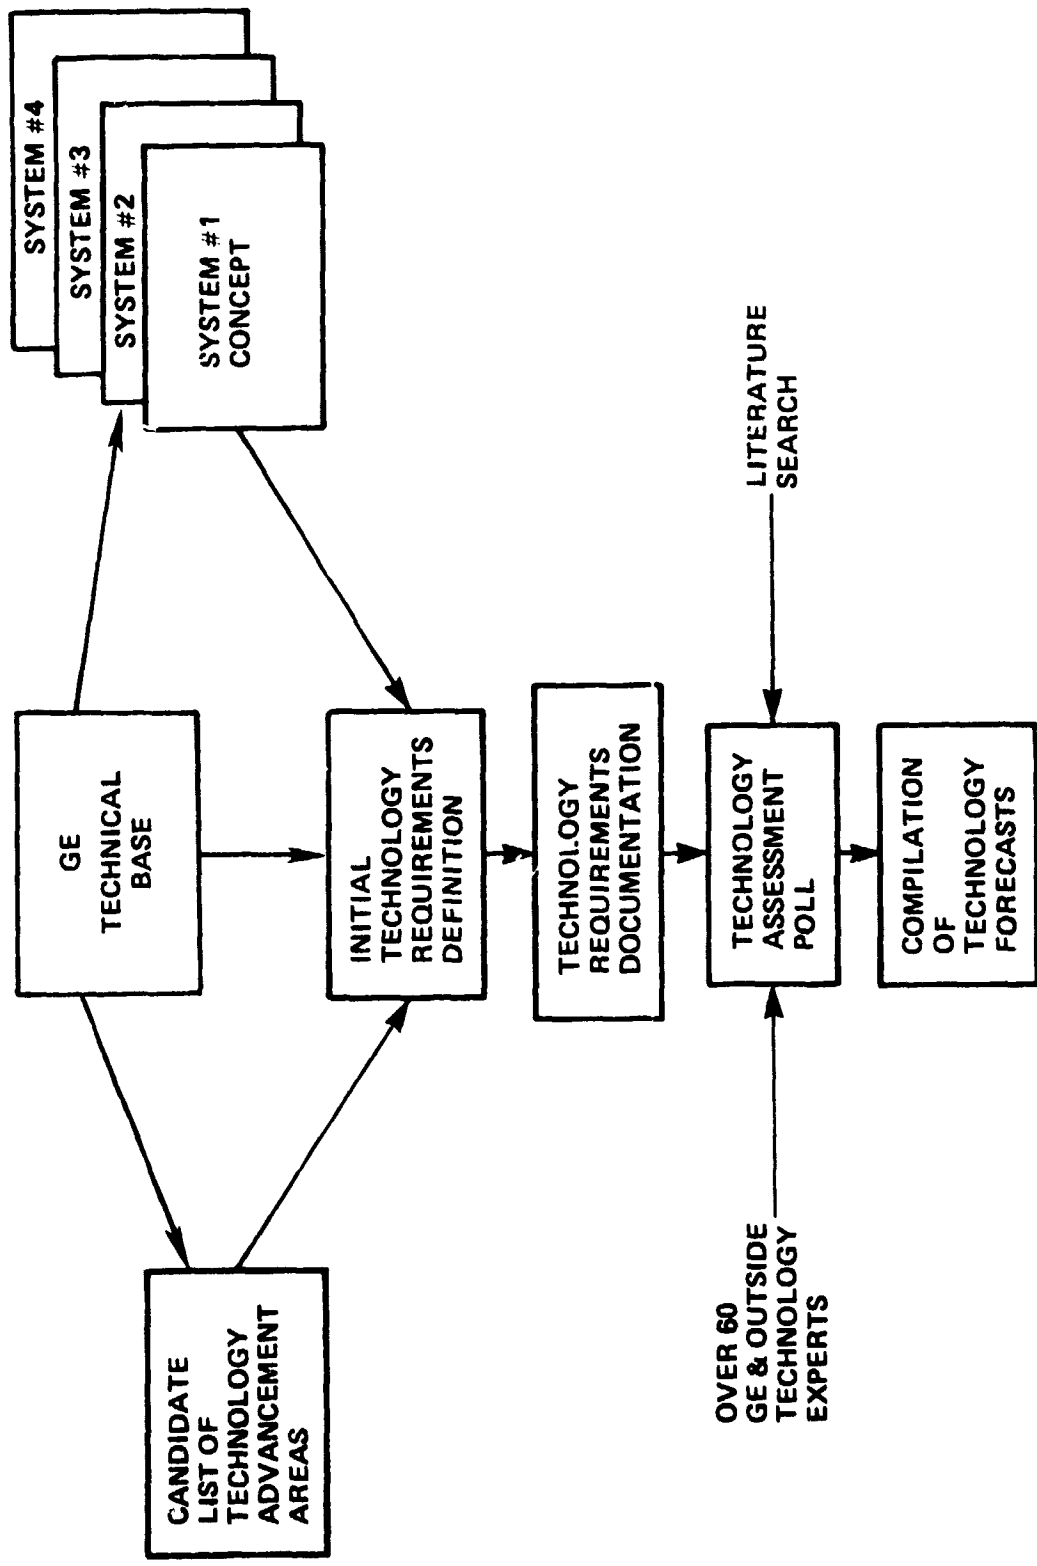 GE
TECHNICAL
BASE
CANDIDATE
LIST OF
TECHNOLOGY
ADVANCEMENT
AREAS
SYSTEM #4
SYSTEM #3
SYSTEM #2
SYSTEM #1
CONCEPT
INITIAL
TECHNOLOGY
REQUIREMENTS
DEFINITION
TECHNOLOGY
REQUIREMENTS
DOCUMENTATION
OVER 60
GE & OUTSIDE
TECHNOLOGY
EXPERTS
TECHNOLOGY
ASSESSMENT
POLL
LITERATURE
SEARCH
COMPILATION
OF
TECHNOLOGY
FORECASTS